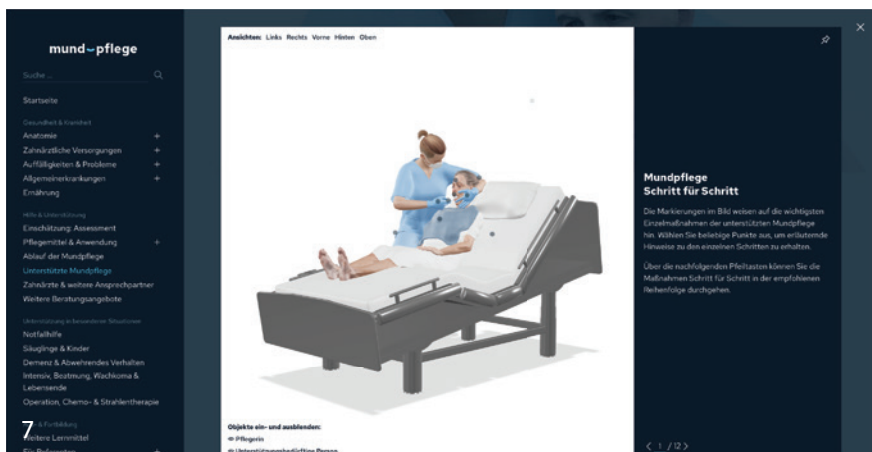 mund~pflege
Suche ...
Startseite
Gesundheit & Krankheit
Anatomie +
Zahnärztliche Versorgungen +
Auffälligkeiten & Probleme +
Allgemeinerkrankungen +
Ernährung
Hilfe & Unterstützung
Einschätzung: Assessment
Pflegemittel & Anwendung +
Ablauf der Mundpflege
Unterstützte Mundpflege
Zahnärzte & weitere Ansprechpartner
Weitere Beratungsangebote
Unterstützung in besonderen Situationen
Notfallhilfe
Säuglinge & Kinder
Demenz & Abwehrendes Verhalten
Intensiv, Beatmung, Wachkoma &
Lebensende
Operation, Chemo- & Strahlentherapie
& Fortbildung
7
Weitere Lernmittel
Für Referenten +
Ansichten: Links Rechts Vorne Hinten Oben
Objekte ein- und ausblenden:
Pflegerin
Unterstützungsbedürftige Person
Mundpflege
Schritt für Schritt
Die Markierungen im Bild weisen auf die wichtigsten
Einzelmaßnahmen der unterstützten Mundpflege
hin. Wählen Sie beliebige Punkte aus, um erläuternde
Hinweise zu den einzelnen Schritten zu erhalten.
Über die nachfolgenden Pfeiltasten können Sie die
Maßnahmen Schritt für Schritt in der empfohlenen
Reihenfolge durchgehen.
< 1 / 12 >